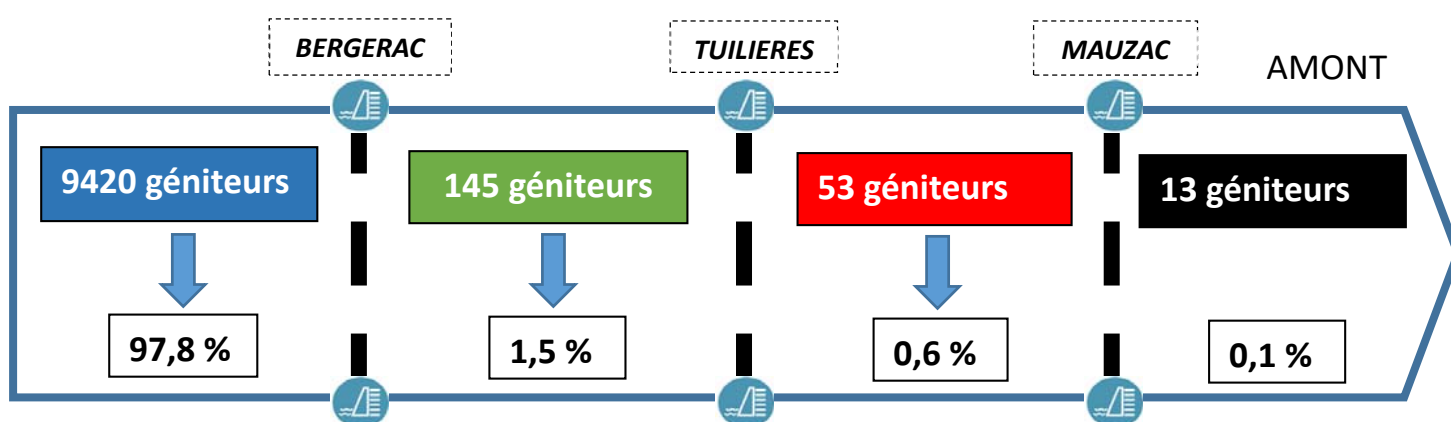 BERGERAC
TUILIERES
MAUZAC
AMONT
9420 géniteurs
145 géniteurs
53 géniteurs
13 géniteurs
97,8 %
1,5 %
0,6 %
0,1 %